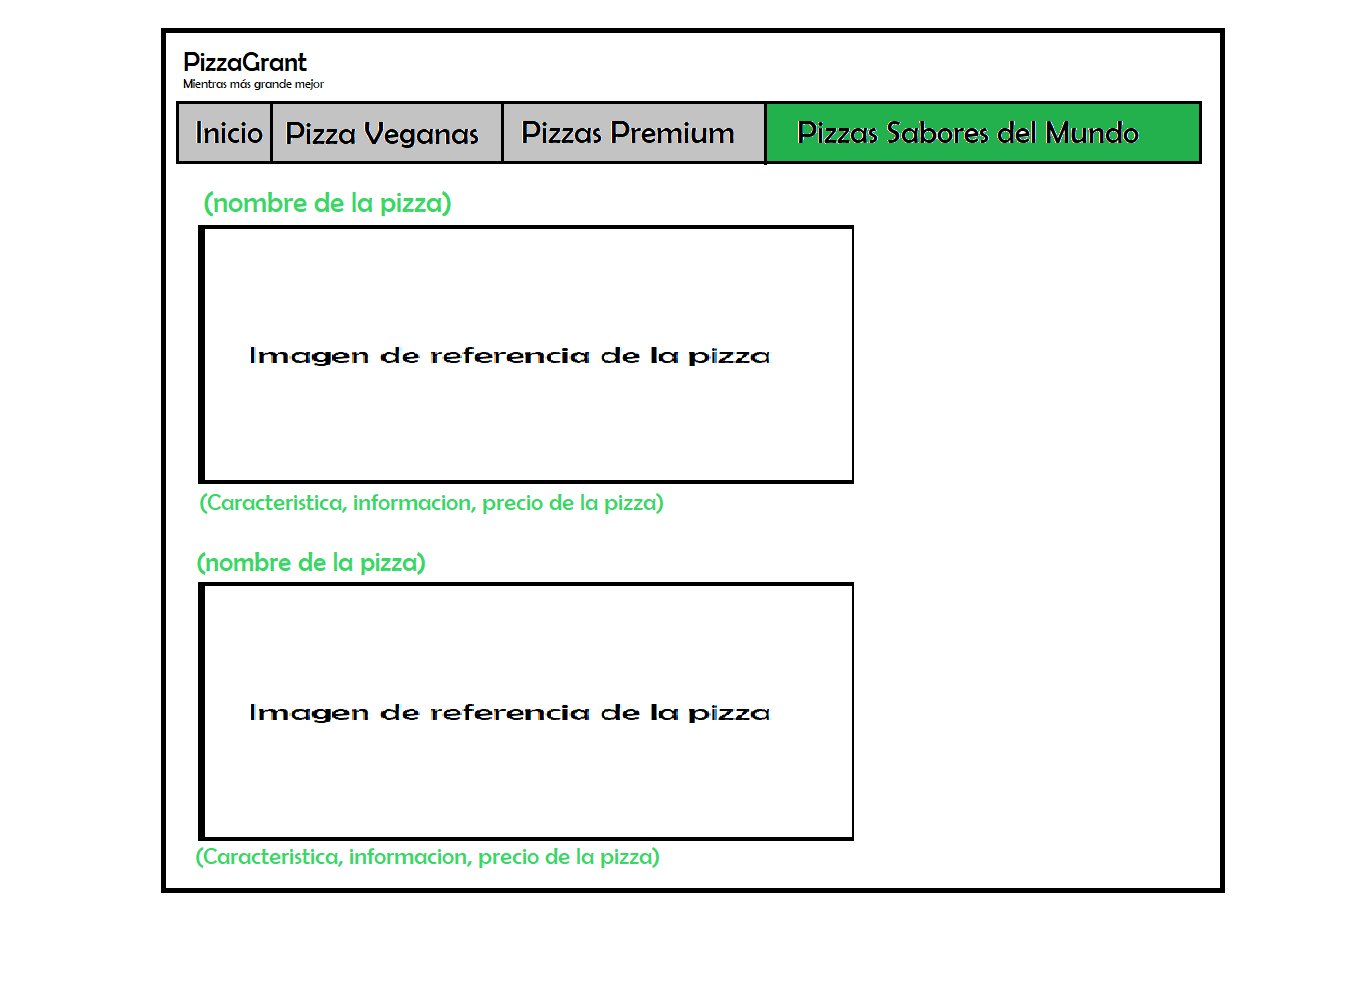 PizzaGrant
Mientras más grande mejor
Inicio Pizza Veganas Pizzas Premium Pizzas Sabores del Mundo
(nombre de la pizza)
Imagen de referencia de la pizza
(Caracteristica, informacion, precio de la pizza)
(nombre de la pizza)
Imagen de referencia de la pizza
(Caracteristica, informacion, precio de la pizza)